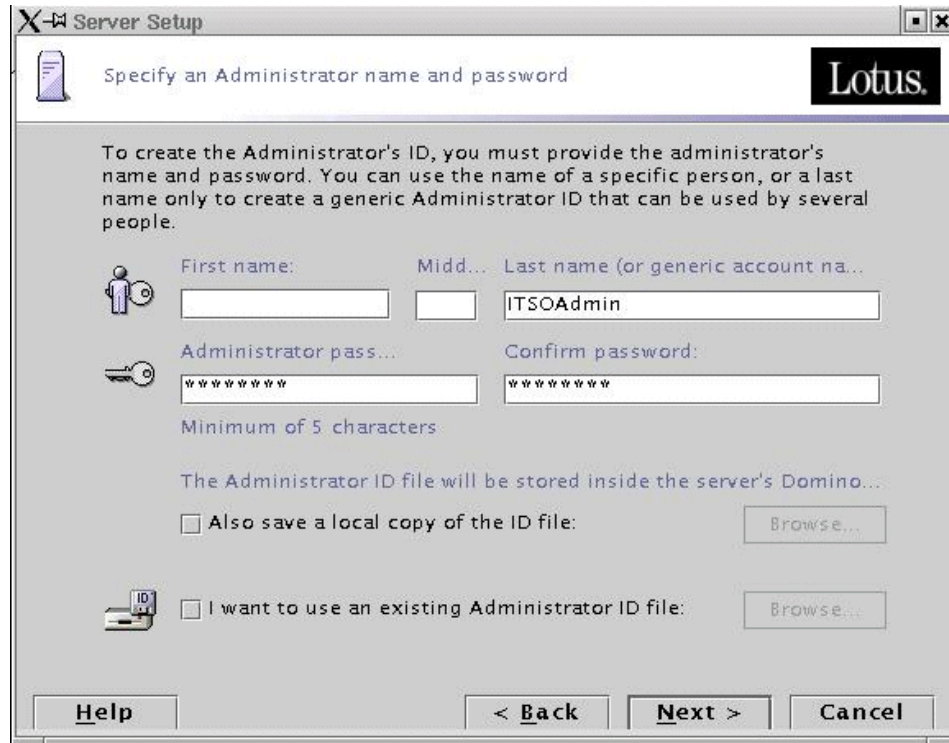 Server Setup
Specify an Administrator name and password
Lotus.
To create the Administrator's ID, you must provide the administrator's
name and password. You can use the name of a specific person, or a last
name only to create a generic Administrator ID that can be used by several
people.
First name: Midd... Last name (or generic account na...
ITSOAdmin
Administrator pass... Confirm password:
******** ********
Minimum of 5 characters
The Administrator ID file will be stored inside the server's Domino...
Also save a local copy of the ID file: Browse...
ID
I want to use an existing Administrator ID file: Browse...
Help < Back Next > Cancel